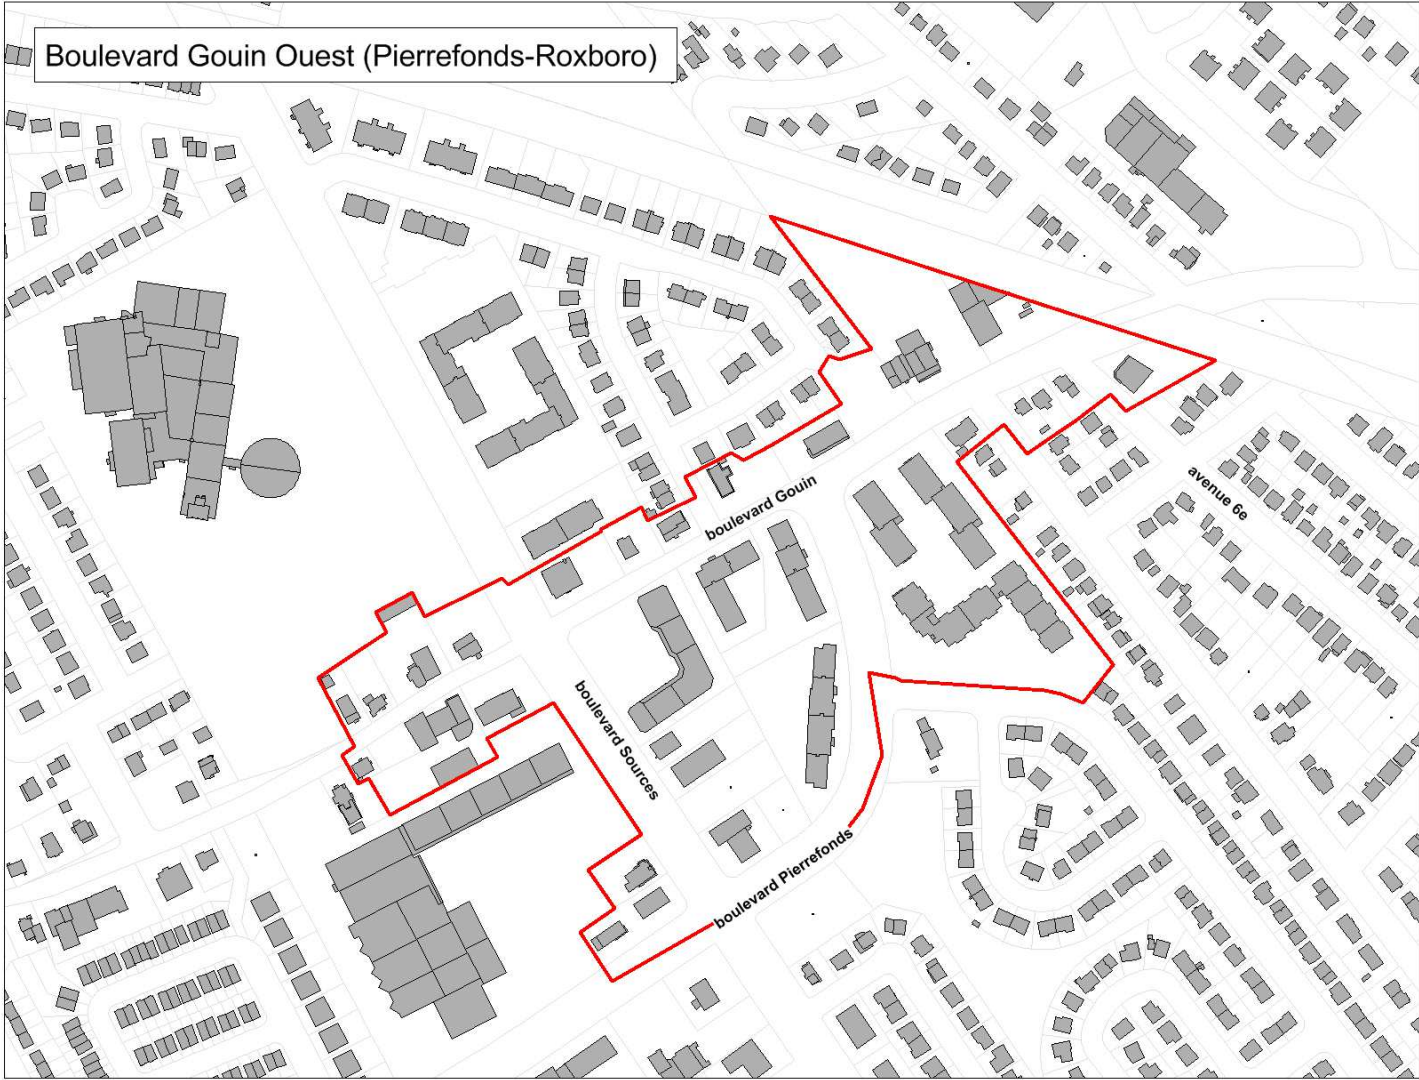 Boulevard Gouin Ouest (Pierrefonds-Roxboro)
boulevard Gouin
avenue 6e
boulevard Sources
boulevard Pierrefonds